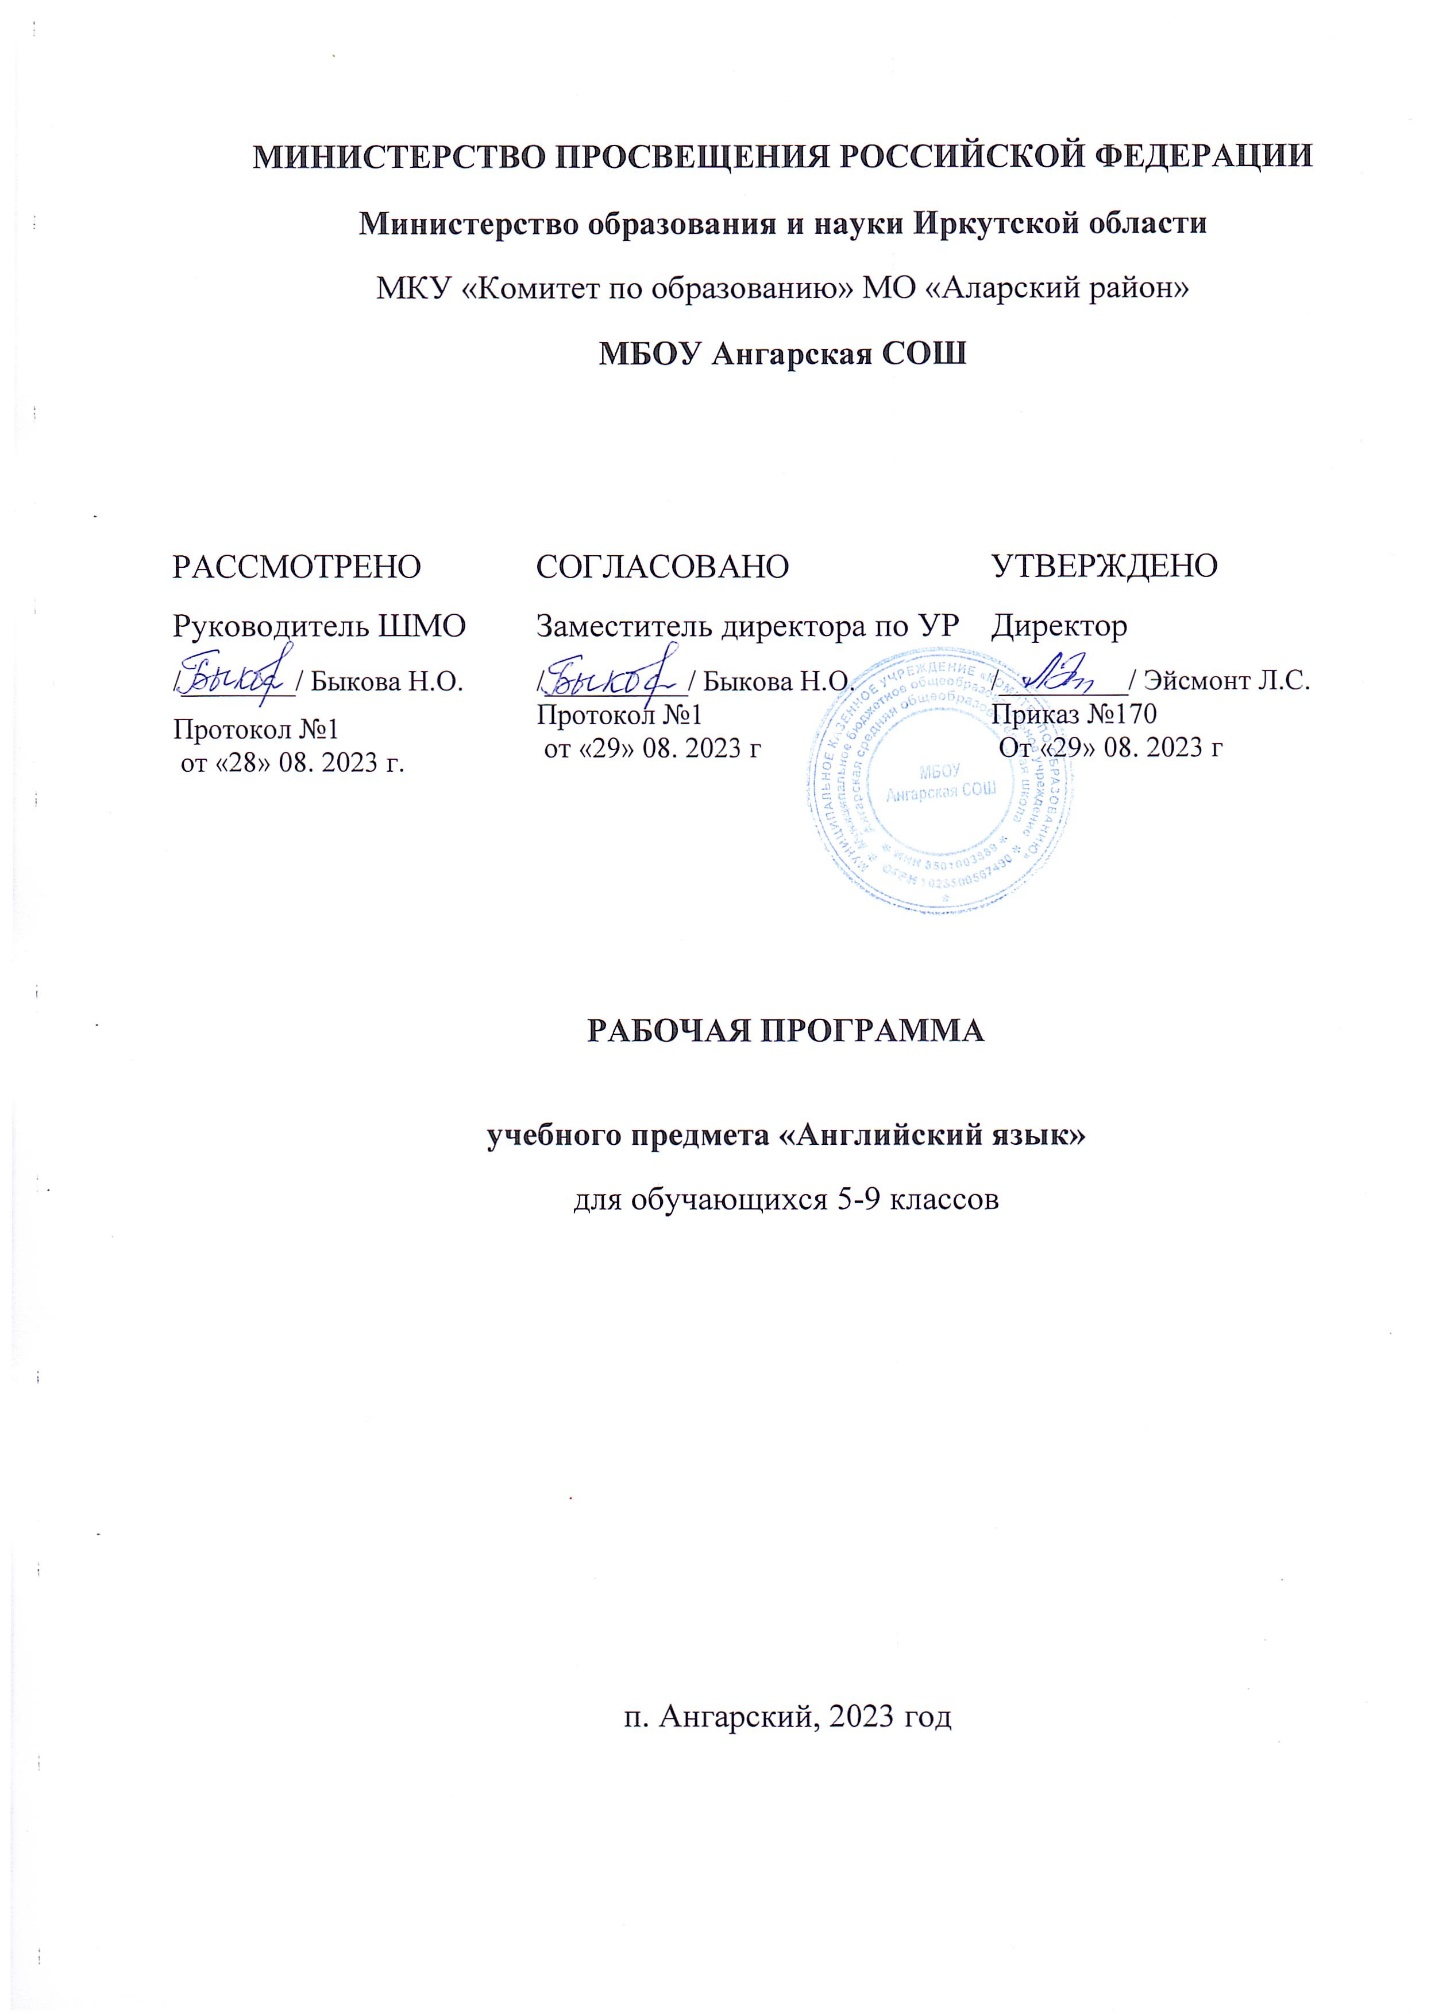 МИНИСТЕРСТВО ПРОСВЕЩЕНИЯ РОССИЙСКОЙ ФЕДЕРАЦИИ
Министерство образования и науки Иркутской области
МКУ «Комитет по образованию» МО «Аларский район»
МБОУ Ангарская СОШ
РАССМОТРЕНО
Руководитель ШМО
/Быкова/ Быкова Н.О.
Протокол №1
от «28» 08. 2023 г.
СОГЛАСОВАНО
Заместитель директора по УР
/Быкова/ Быкова Н.О.
Протокол №1
от «29» 08. 2023 г
УТВЕРЖДЕНО
Директор
/________/ Эйсмонт Л.С.
Приказ №170
От «29» 08. 2023 г
МБОУ
Ангарская СОШ
РАБОЧАЯ ПРОГРАММА
учебного предмета «Английский язык»
для обучающихся 5-9 классов
п. Ангарский, 2023 год